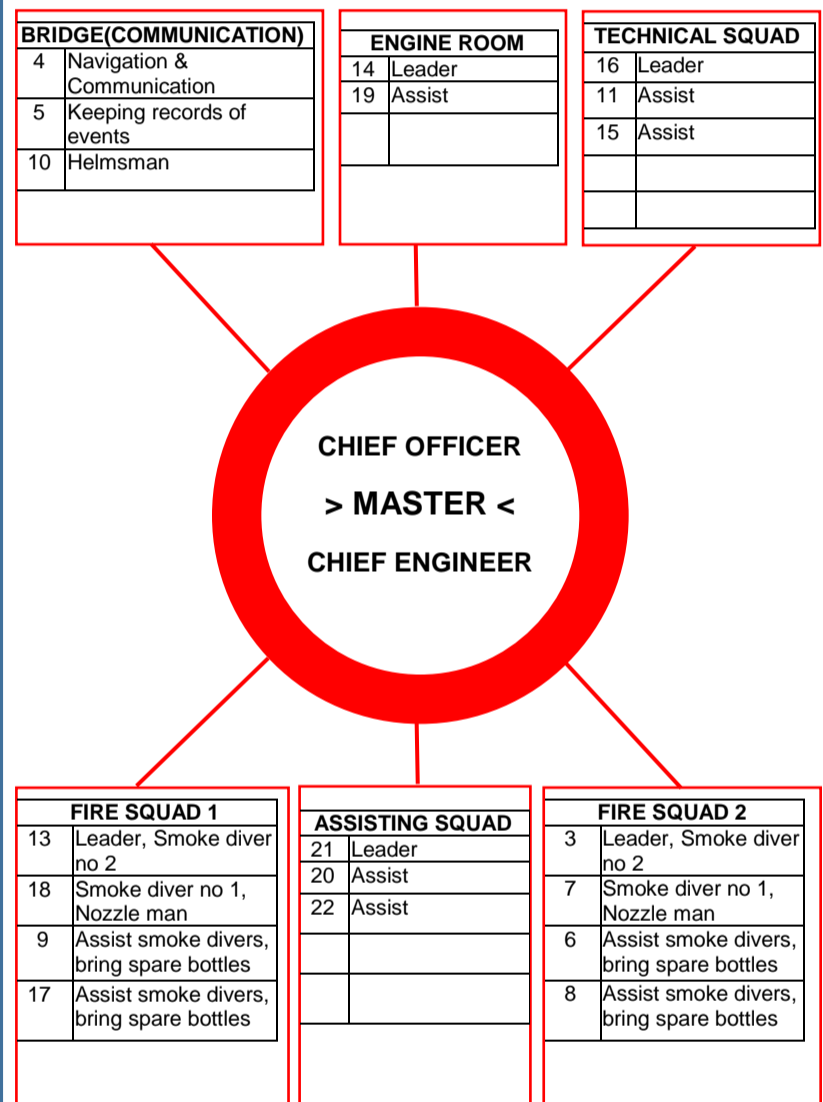 BRIDGE(COMMUNICATION)
4 Navigation &
Communication
5 Keeping records of
events
10 Helmsman
ENGINE ROOM
14 Leader
19 Assist
TECHNICAL SQUAD
16 Leader
11 Assist
15 Assist
CHIEF OFFICER
> MASTER <
CHIEF ENGINEER
FIRE SQUAD 1
13 Leader, Smoke diver
no 2
18 Smoke diver no 1,
Nozzle man
9 Assist smoke divers,
bring spare bottles
17 Assist smoke divers,
bring spare bottles
ASSISTING SQUAD
21 Leader
20 Assist
22 Assist
FIRE SQUAD 2
3 Leader, Smoke diver
no 2
7 Smoke diver no 1,
Nozzle man
6 Assist smoke divers,
bring spare bottles
8 Assist smoke divers,
bring spare bottles